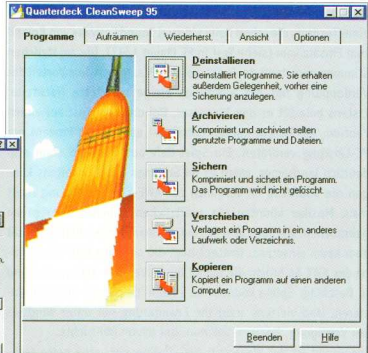 Quarterdeck CleanSweep 95
Programme Aufräumen Wiederherst. Ansicht Optionen
Deinstallieren
Deinstalliert Programme. Sie erhalten
außerdem Gelegenheit, vorher eine
Sicherung anzulegen.
Archivieren
Komprimiert und archiviert selten
genutzte Programme und Dateien.
Sichern
Komprimiert und sichert ein Programm.
Das Programm wird nicht gelöscht.
Verschieben
Verlagert ein Programm in ein anderes
Laufwerk oder Verzeichnis.
Kopieren
Kopiert ein Programm auf einen anderen
Computer.
Beenden Hilfe